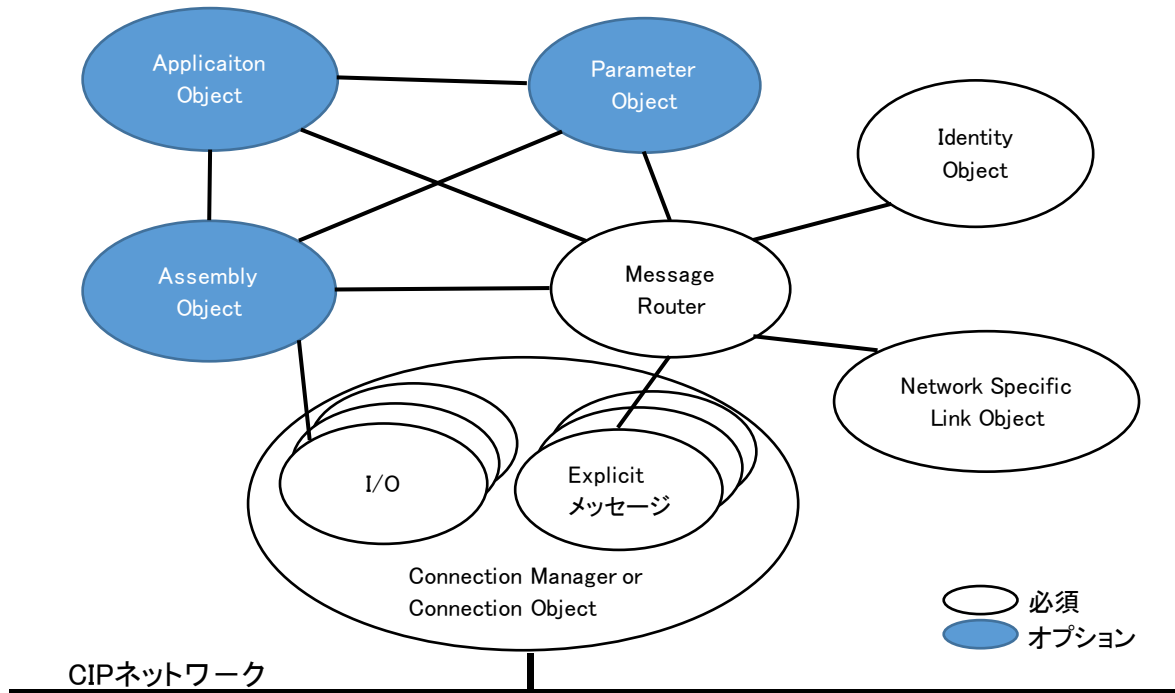 Applicaiton
Object
Parameter
Object
Identity
Object
Assembly
Object
Message
Router
Network Specific
Link Object
I/O
Explicit
メッセージ
Connection Manager or
Connection Object
必須
オプション
CIPネットワーク